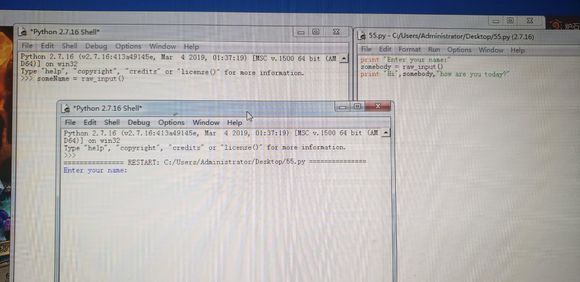 *Python 2.7.16 Shell*
File Edit Shell Debug Options Window Help
Python 2.7.16 (v2.7.16:413a49145e, Mar 4 2019, 01:37:19) [MSC v.1500 64 bit (AM
D64)] on win32
Type "help", "copyright", "credits" or "license()" for more information.
>>> someName = raw_input()
55.py - C:/Users/Administrator/Desktop/55.py (2.7.16)
File Edit Format Run Options Window Help
print "Enter your name:"
somebody = raw_input()
print "Hi",somebody,"how are you today?"
*Python 2.7.16 Shell*
File Edit Shell Debug Options Window Help
Python 2.7.16 (v2.7.16:413a49145e, Mar 4 2019, 01:37:19) [MSC v.1500 64 bit (AM
D64)] on win32
Type "help", "copyright", "credits" or "license()" for more information.
>>>
============== RESTART: C:/Users/Administrator/Desktop/55.py ==============
Enter your name: